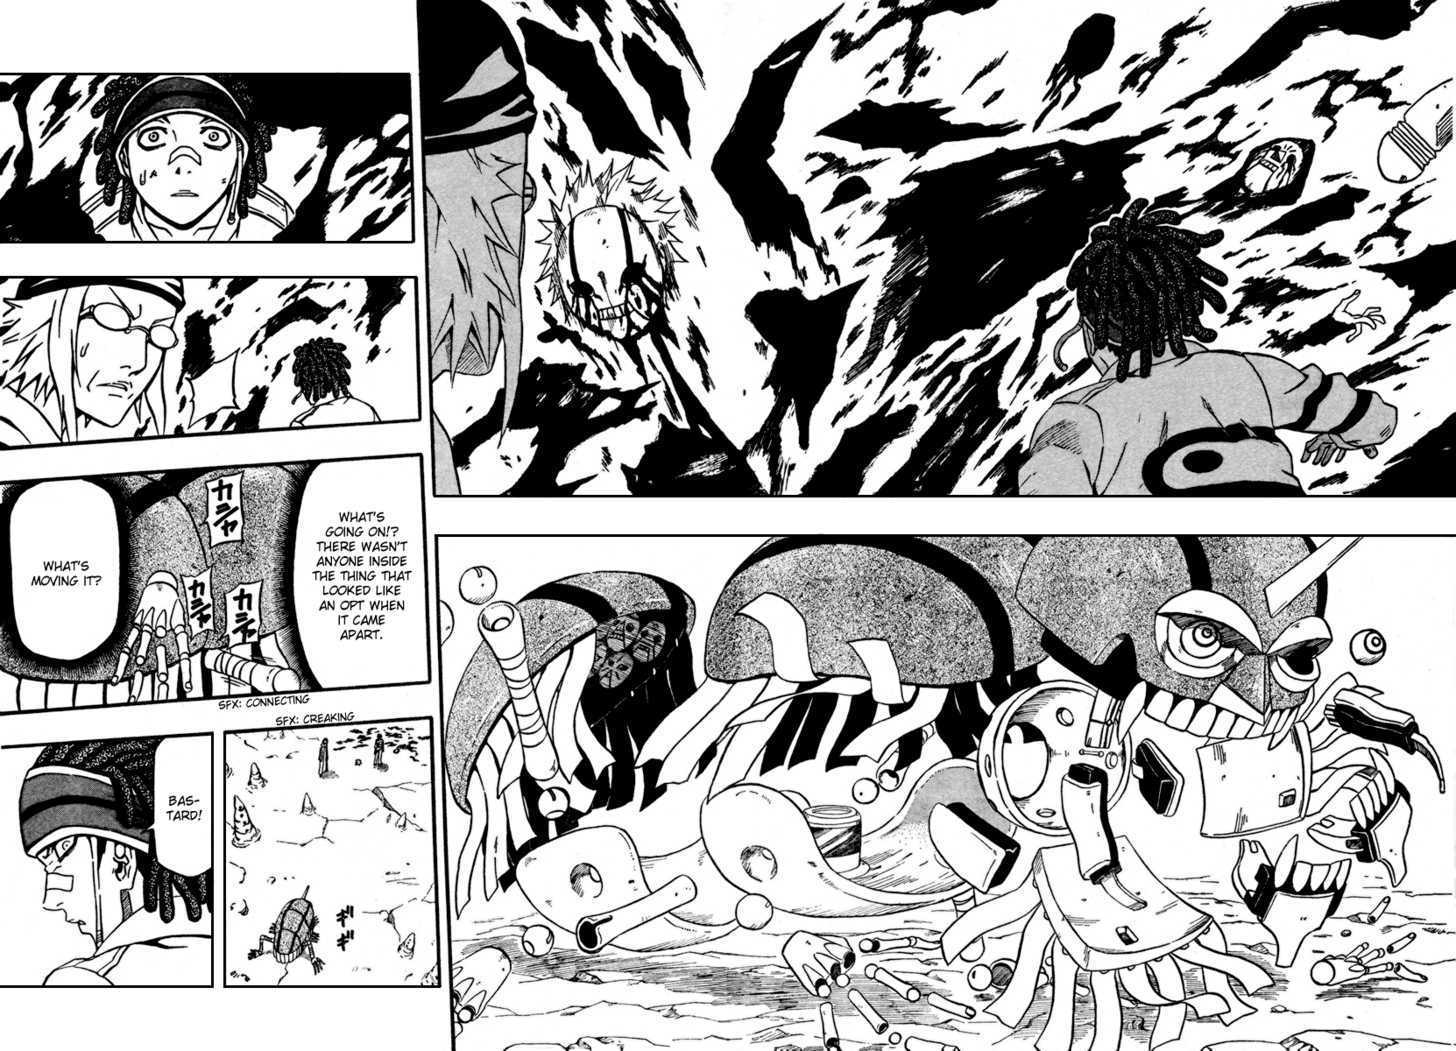 WHAT'S
GOING ON!?
THERE WASN'T
ANYONE INSIDE
THE THING THAT
LOOKED LIKE
AN OPT WHEN
IT CAME
APART.
カシャ
カシャ
カシャ
WHAT'S
MOVING IT?
SFX: CONNECTING
SFX: CREAKING
ギギ
BAS-
TARD!